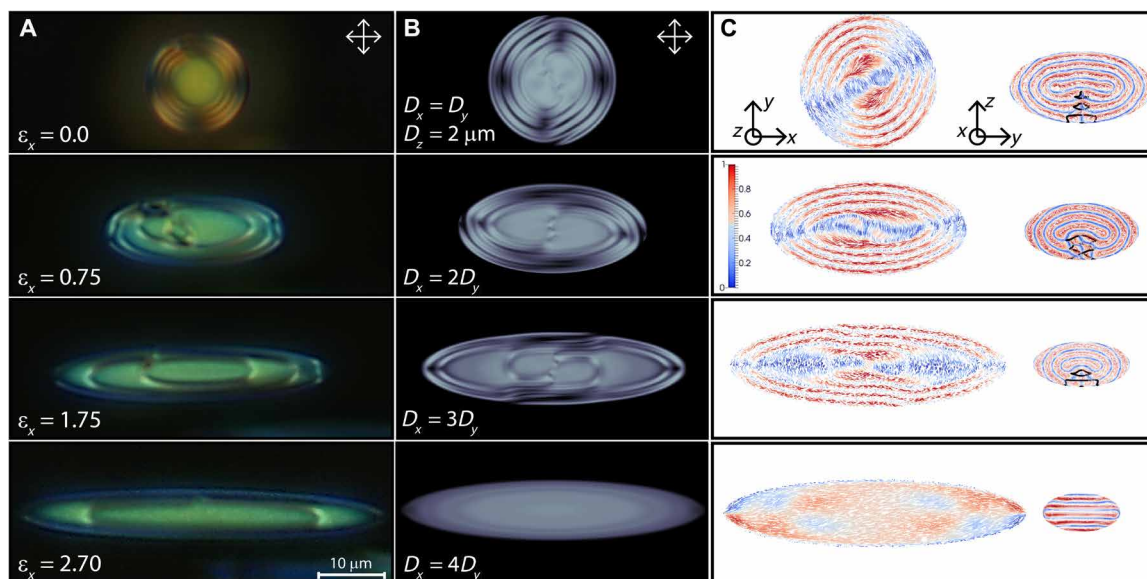 A
εx = 0.0
εx = 0.75
εx = 1.75
εx = 2.70
10 μm
B
Dx = Dy
Dz = 2 μm
Dx = 2Dy
Dx = 3Dy
Dx = 4Dy
C
y
z x
z
x y
1
0.8
0.6
0.4
0.2
0